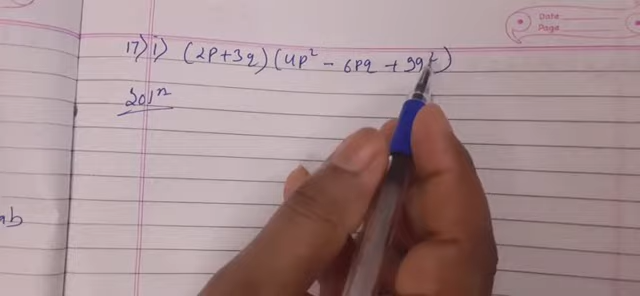 Date
Page
17) i) (2p+3q)(4p² - 6pq + 9q²)
Solⁿ
ab